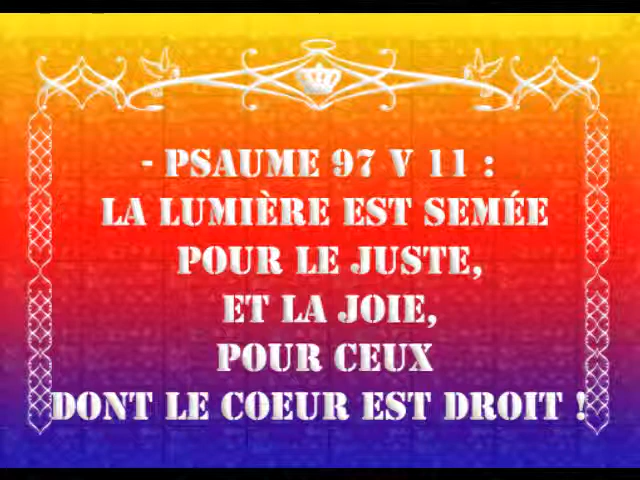 - PSAUME 97 V 11 :
LA LUMIÈRE EST SEMÉE
POUR LE JUSTE,
ET LA JOIE,
POUR CEUX
DONT LE COEUR EST DROIT !